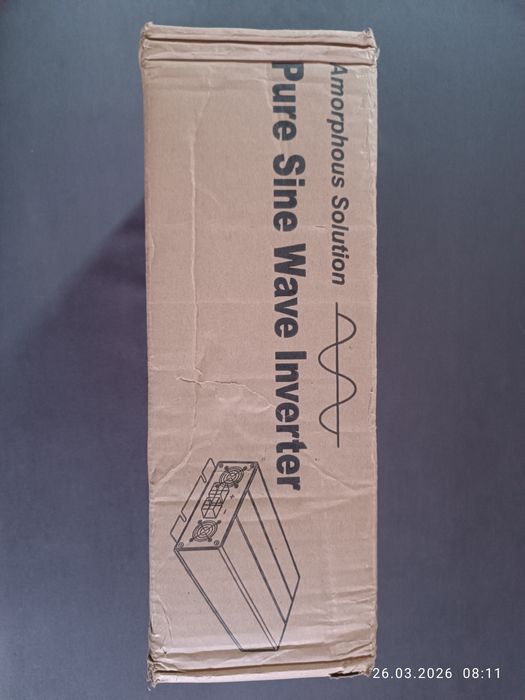 Amorphous Solution
Pure Sine Wave Inverter
26.03.2026 08:11